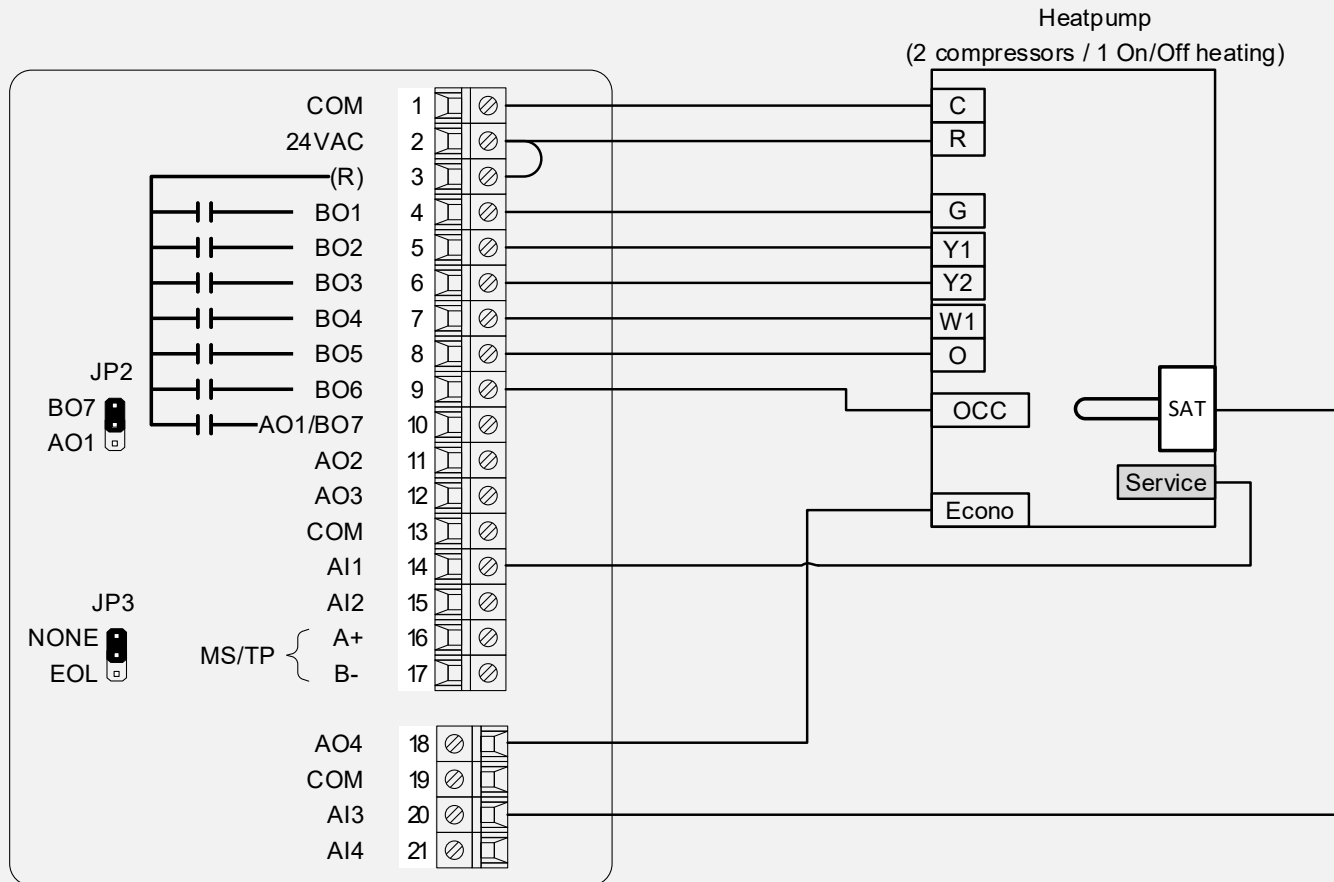 Heatpump
(2 compressors / 1 On/Off heating)
COM 1 C
24VAC 2 R
(R) 3
BO1 4 G
BO2 5 Y1
BO3 6 Y2
BO4 7 W1
BO5 8 O
JP2
BO6 9 OCC SAT
BO7
AO1/BO7 10
AO1
AO2 11
AO3 12 Service
COM 13 Econo
AI1 14
JP3
AI2 15
NONE
A+ 16
MS/TP
EOL
B- 17
AO4 18
COM 19
AI3 20
AI4 21